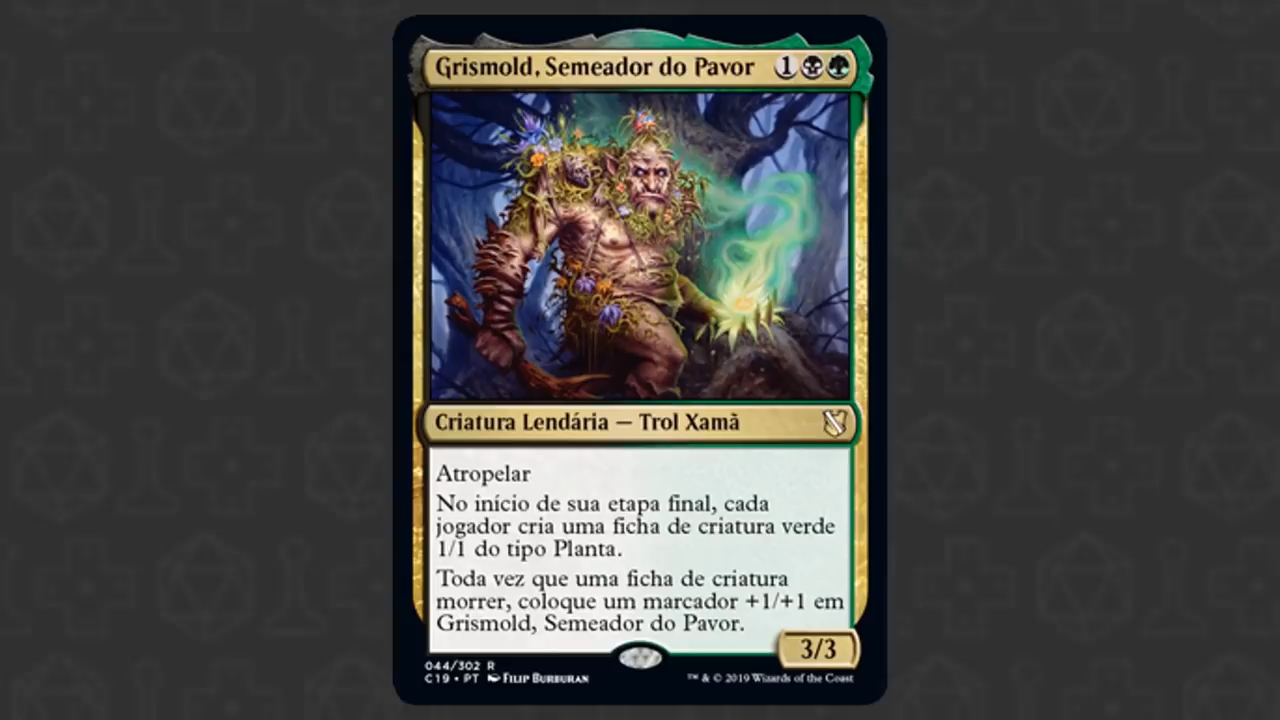 Grismold, Semeador do Pavor 1
Criatura Lendária — Trol Xamã
Atropelar
No início de sua etapa final, cada
jogador cria uma ficha de criatura verde
1/1 do tipo Planta.
Toda vez que uma ficha de criatura
morrer, coloque um marcador +1/+1 em
Grismold, Semeador do Pavor.
3/3
044/302 R
C19 • PT Filip Burburan
™ & © 2019 Wizards of the Coast